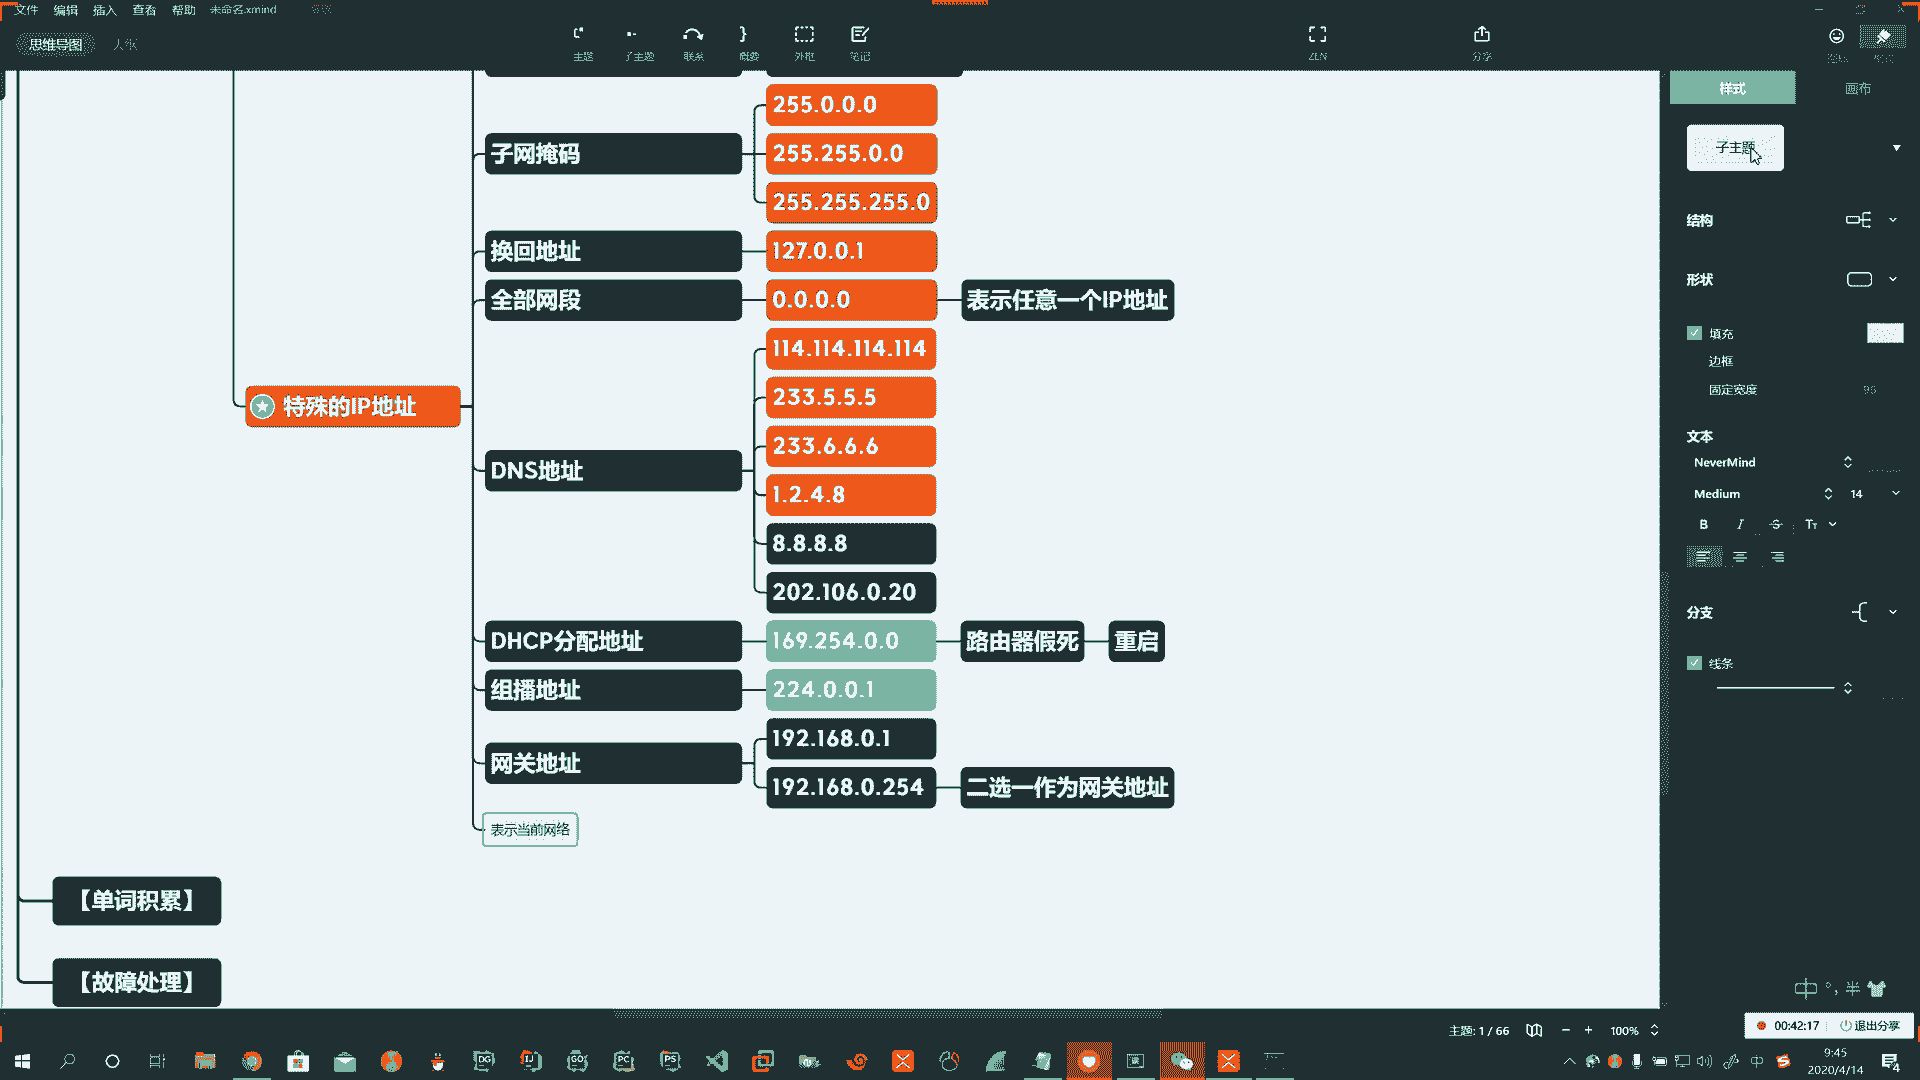 文件 编辑 插入 查看 帮助 未命名.xmind
思维导图 大纲
主题 子主题 联系 概要 外框 笔记 ZEN 分享
样式 画布
子主题
结构
形状
填充
边框
固定宽度 95
文本
NeverMind
Medium 14
B I S Tт
分支
线条
子网掩码
255.0.0.0
255.255.0.0
255.255.255.0
换回地址 127.0.0.1
全部网段 0.0.0.0 表示任意一个IP地址
特殊的IP地址
DNS地址
114.114.114.114
233.5.5.5
233.6.6.6
1.2.4.8
8.8.8.8
202.106.0.20
DHCP分配地址 169.254.0.0 路由器假死 重启
组播地址 224.0.0.1
网关地址
192.168.0.1
192.168.0.254 二选一作为网关地址
表示当前网络
【单词积累】
【故障处理】
中 °, 半
主题: 1 / 66 100%
00:42:17 退出分享
DG IJ GO PC PS
中
9:45
2020/4/14
4